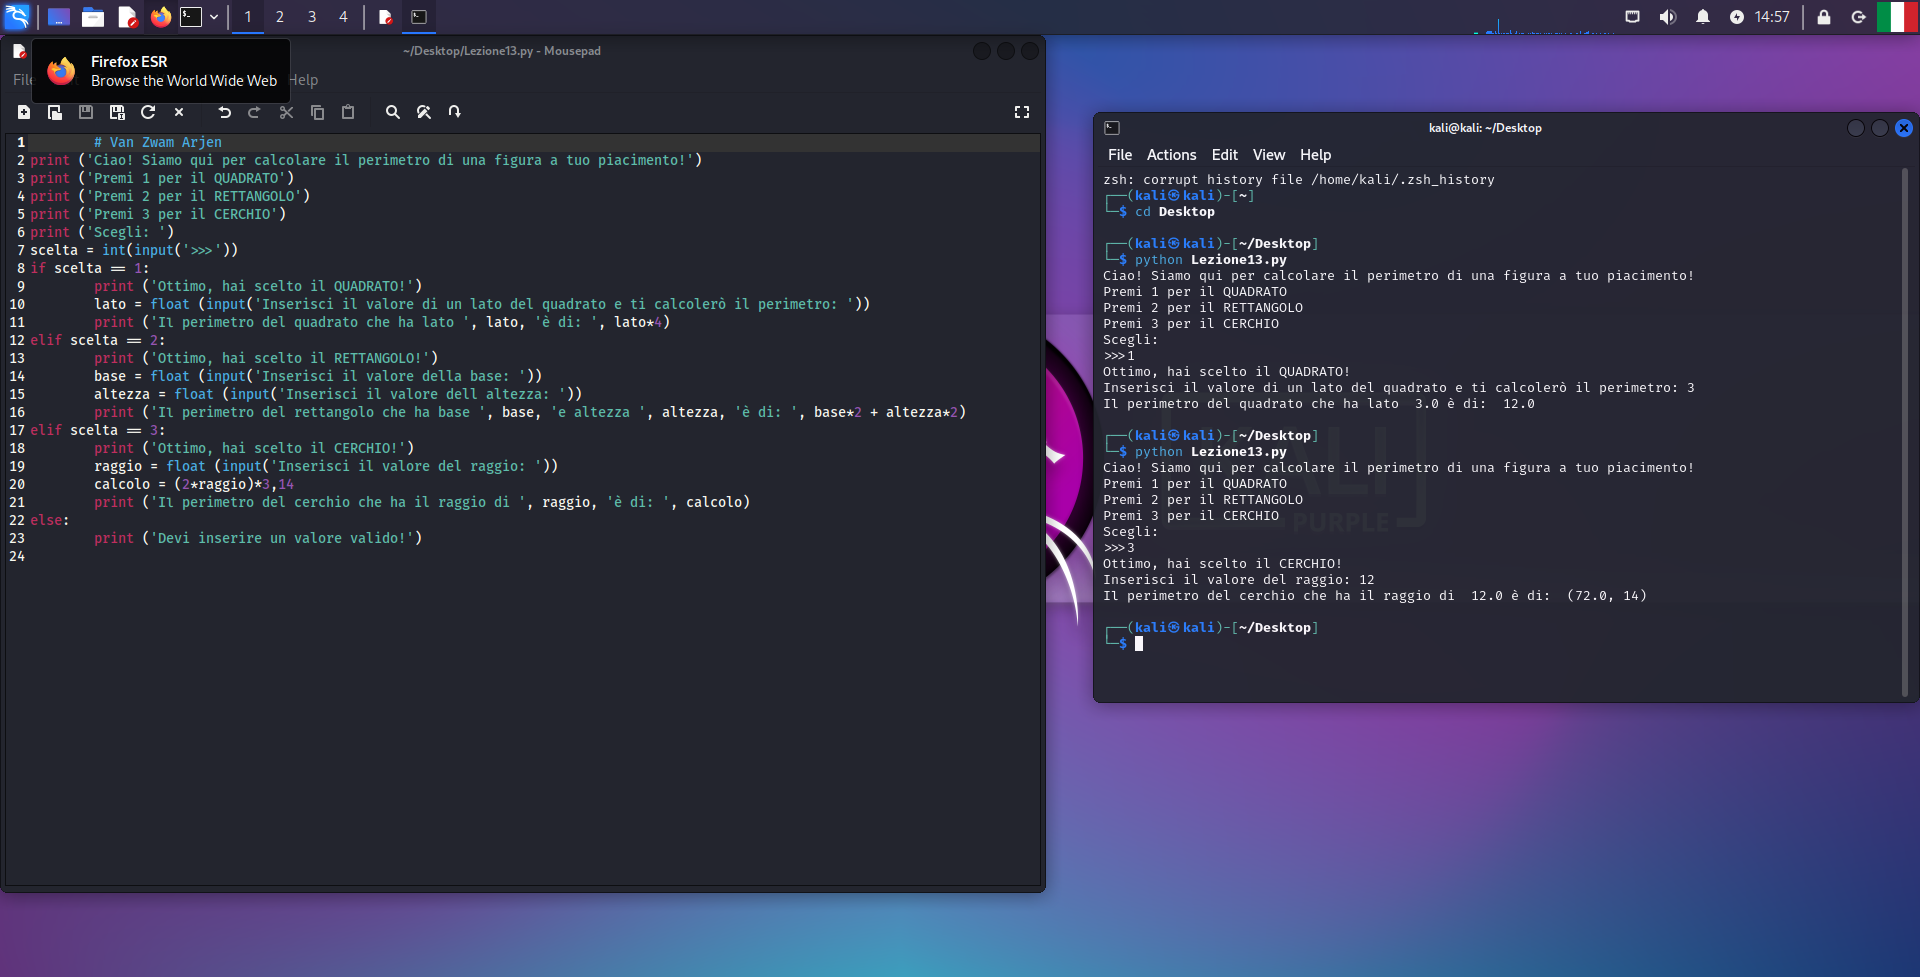 1 2 3 4
14:57
~/Desktop/Lezione13.py - Mousepad
Firefox ESR
Browse the World Wide Web
File
Help
1 # Van Zwam Arjen
2 print ('Ciao! Siamo qui per calcolare il perimetro di una figura a tuo piacimento!')
3 print ('Premi 1 per il QUADRATO')
4 print ('Premi 2 per il RETTANGOLO')
5 print ('Premi 3 per il CERCHIO')
6 print ('Scegli: ')
7 scelta = int(input('>>>'))
8 if scelta == 1:
9 print ('Ottimo, hai scelto il QUADRATO!')
10 lato = float (input('Inserisci il valore di un lato del quadrato e ti calcolerò il perimetro: '))
11 print ('Il perimetro del quadrato che ha lato ', lato, 'è di: ', lato*4)
12 elif scelta == 2:
13 print ('Ottimo, hai scelto il RETTANGOLO!')
14 base = float (input('Inserisci il valore della base: '))
15 altezza = float (input('Inserisci il valore dell altezza: '))
16 print ('Il perimetro del rettangolo che ha base ', base, 'e altezza ', altezza, 'è di: ', base*2 + altezza*2)
17 elif scelta == 3:
18 print ('Ottimo, hai scelto il CERCHIO!')
19 raggio = float (input('Inserisci il valore del raggio: '))
20 calcolo = (2*raggio)*3,14
21 print ('Il perimetro del cerchio che ha il raggio di ', raggio, 'è di: ', calcolo)
22 else:
23 print ('Devi inserire un valore valido!')
24
kali@kali: ~/Desktop
File Actions Edit View Help
zsh: corrupt history file /home/kali/.zsh_history
┌──(kali㉿kali)-[~]
└─$ cd Desktop
┌──(kali㉿kali)-[~/Desktop]
└─$ python Lezione13.py
Ciao! Siamo qui per calcolare il perimetro di una figura a tuo piacimento!
Premi 1 per il QUADRATO
Premi 2 per il RETTANGOLO
Premi 3 per il CERCHIO
Scegli:
>>>1
Ottimo, hai scelto il QUADRATO!
Inserisci il valore di un lato del quadrato e ti calcolerò il perimetro: 3
Il perimetro del quadrato che ha lato  3.0 è di:  12.0
┌──(kali㉿kali)-[~/Desktop]
└─$ python Lezione13.py
Ciao! Siamo qui per calcolare il perimetro di una figura a tuo piacimento!
Premi 1 per il QUADRATO
Premi 2 per il RETTANGOLO
Premi 3 per il CERCHIO
Scegli:
>>>3
Ottimo, hai scelto il CERCHIO!
Inserisci il valore del raggio: 12
Il perimetro del cerchio che ha il raggio di  12.0 è di:  (72.0, 14)
┌──(kali㉿kali)-[~/Desktop]
└─$
PURPLE